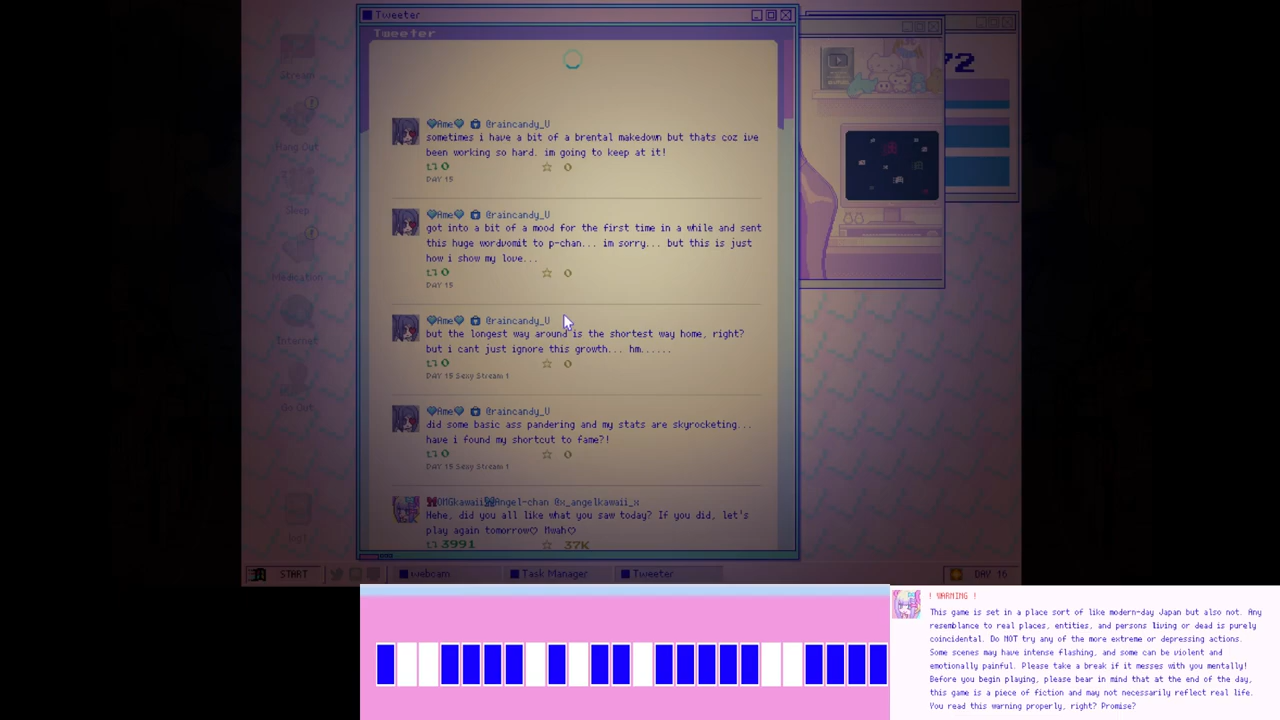 Tweeter
Tweeter
Stream
Hang Out
Sleep
Medication
Internet
Go Out
♡Ame♡ @raincandy_U
sometimes i have a bit of a brental makedown but thats coz ive
been working so hard. im going to keep at it!
0
0
DAY 15
♡Ame♡ @raincandy_U
got into a bit of a mood for the first time in a while and sent
this huge wordvomit to p-chan... im sorry... but this is just
how i show my love...
0
0
DAY 15
♡Ame♡ @raincandy_U
but the longest way around is the shortest way home, right?
but i cant just ignore this growth... hm......
0
0
DAY 15 Sexy Stream 1
♡Ame♡ @raincandy_U
did some basic ass pandering and my stats are skyrocketing...
have i found my shortcut to fame?!
0
0
DAY 15 Sexy Stream 1
OMGkawaiiAngel-chan @x_angelkawaii_x
Hehe, did you all like what you saw today? If you did, let's
play again tomorrow♡ Mwah♡
3991
37K
START
webcam
Task Manager
Tweeter
DAY 16
! WARNING !
This game is set in a place sort of like modern-day Japan but also not. Any
resemblance to real places, entities, and persons living or dead is purely
coincidental. Do NOT try any of the more extreme or depressing actions.
Some scenes may have intense flashing, and some can be violent and
emotionally painful. Please take a break if it messes with you mentally!
Before you begin playing, please bear in mind that at the end of the day,
this game is a piece of fiction and may not necessarily reflect real life.
You read this warning properly, right? Promise?